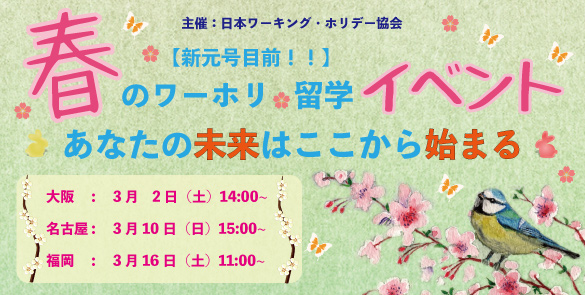 主催：日本ワーキング・ホリデー協会
【新元号目前！！】
春のワーホリ留学イベント
あなたの未来はここから始まる
大阪　：　3月　2日（土）14:00~
名古屋：　3月10日（日）15:00~
福岡　：　3月16日（土）11:00~